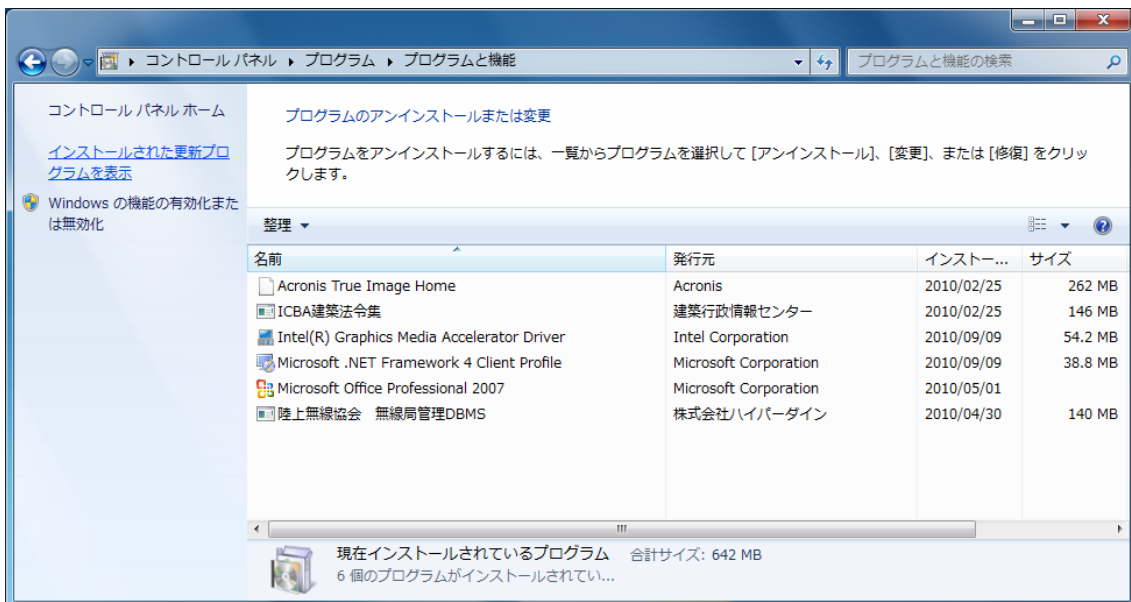 コントロール パネル ▸ プログラム ▸ プログラムと機能
プログラムと機能の検索
コントロール パネル ホーム
インストールされた更新プロ
グラムを表示
Windows の機能の有効化また
は無効化
プログラムのアンインストールまたは変更
プログラムをアンインストールするには、一覧からプログラムを選択して [アンインストール]、[変更]、または [修復] をクリッ
クします。
整理
名前 発行元 インストー... サイズ
Acronis True Image Home Acronis 2010/02/25 262 MB
ICBA建築法令集 建築行政情報センター 2010/02/25 146 MB
Intel(R) Graphics Media Accelerator Driver Intel Corporation 2010/09/09 54.2 MB
Microsoft .NET Framework 4 Client Profile Microsoft Corporation 2010/09/09 38.8 MB
Microsoft Office Professional 2007 Microsoft Corporation 2010/05/01
陸上無線協会　無線局管理DBMS 株式会社ハイパーダイン 2010/04/30 140 MB
現在インストールされているプログラム 合計サイズ: 642 MB
6 個のプログラムがインストールされてい...